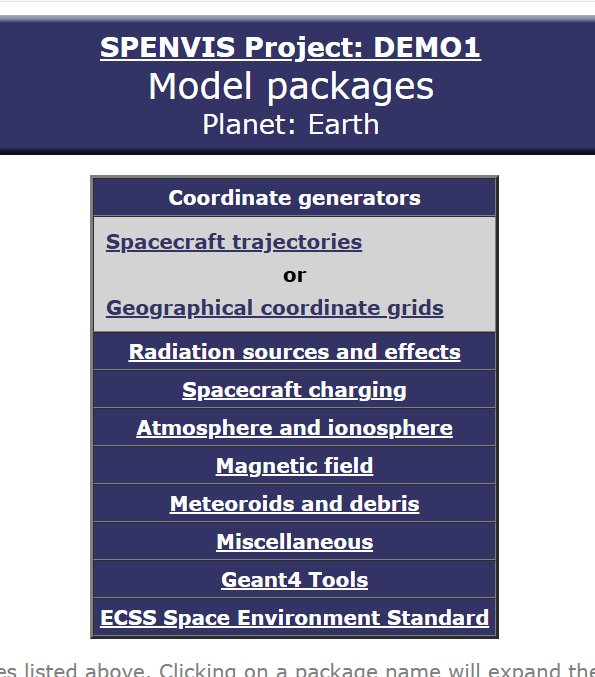 SPENVIS Project: DEMO1
Model packages
Planet: Earth
Coordinate generators
Spacecraft trajectories
or
Geographical coordinate grids
Radiation sources and effects
Spacecraft charging
Atmosphere and ionosphere
Magnetic field
Meteoroids and debris
Miscellaneous
Geant4 Tools
ECSS Space Environment Standard
es listed above. Clicking on a package name will expand the